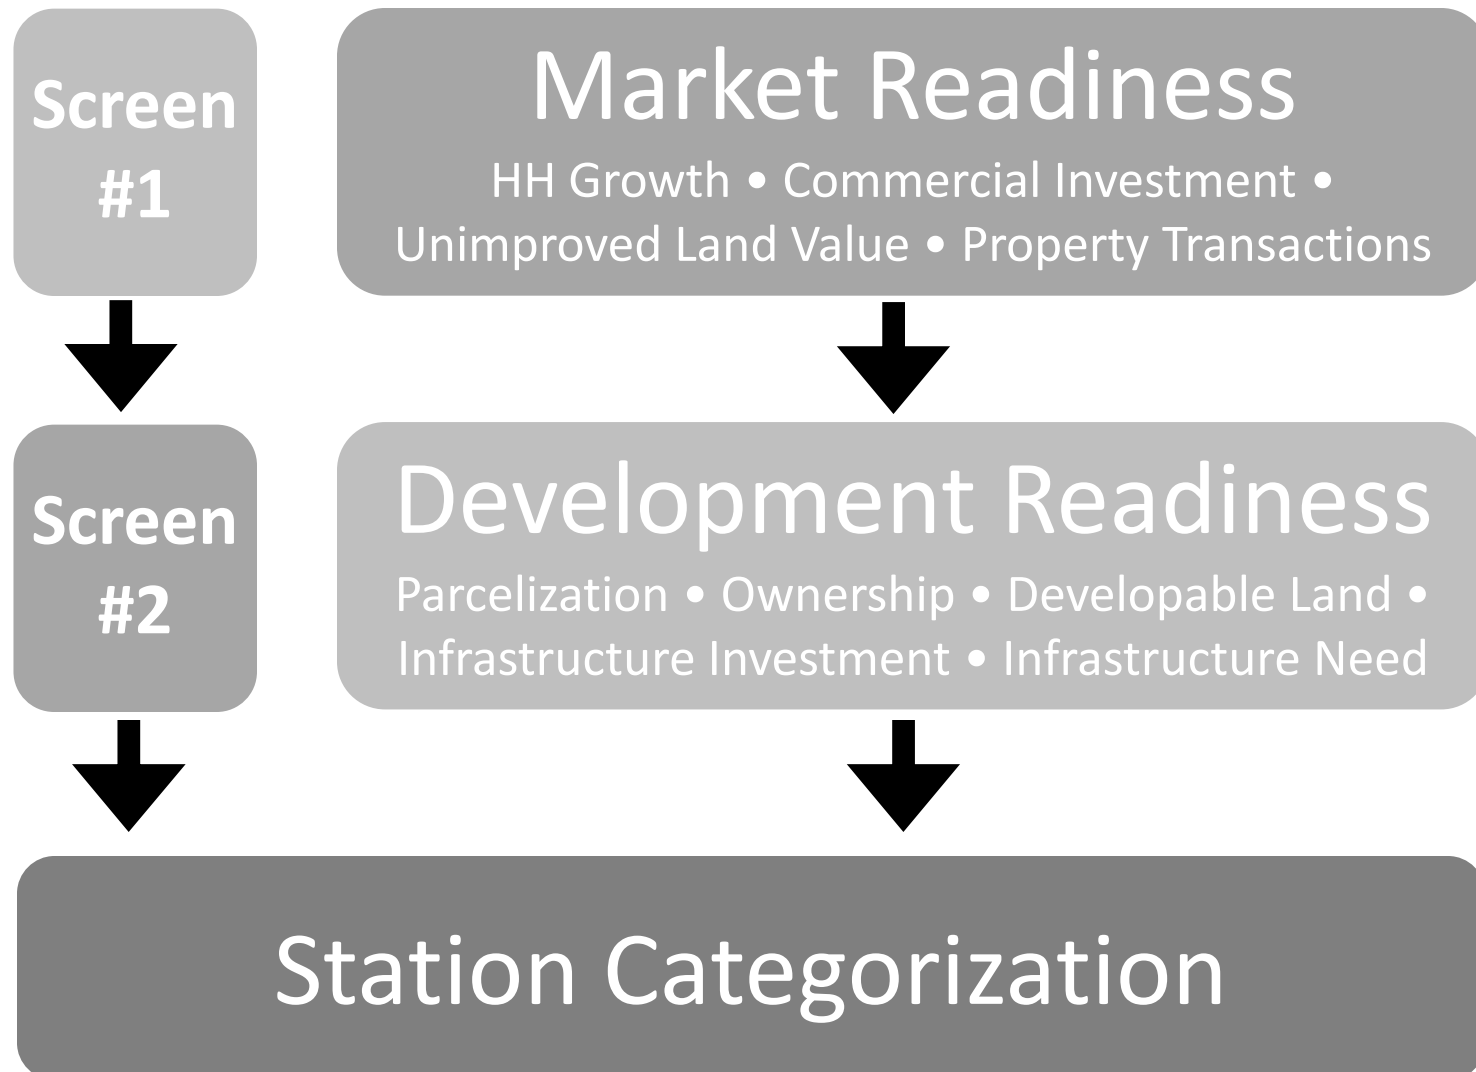 Screen
#1
Market Readiness
HH Growth • Commercial Investment •
Unimproved Land Value • Property Transactions
Screen
#2
Development Readiness
Parcelization • Ownership • Developable Land •
Infrastructure Investment • Infrastructure Need
Station Categorization